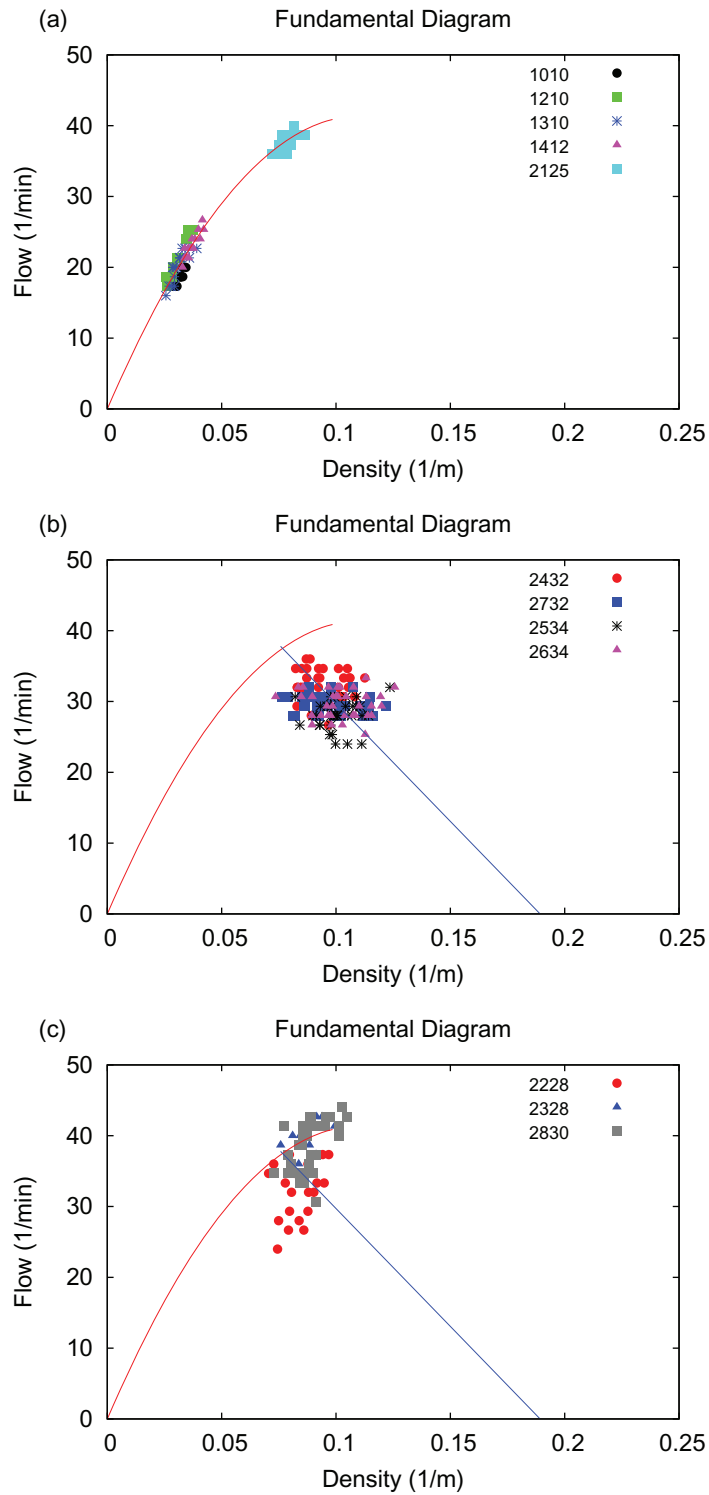 (a) Fundamental Diagram
50
40
30
20
10
0
Flow (1/min)
1010
1210
1310
1412
2125
0 0.05 0.1 0.15 0.2 0.25
Density (1/m)
(b) Fundamental Diagram
50
40
30
20
10
0
Flow (1/min)
2432
2732
2534
2634
0 0.05 0.1 0.15 0.2 0.25
Density (1/m)
(c) Fundamental Diagram
50
40
30
20
10
0
Flow (1/min)
2228
2328
2830
0 0.05 0.1 0.15 0.2 0.25
Density (1/m)